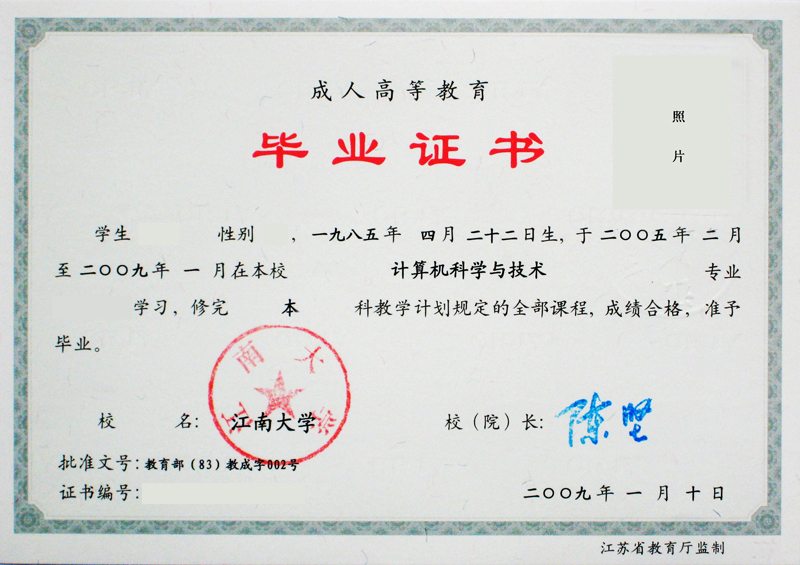 成人高等教育
毕业证书
照
片
学生 性别 ，一九八五年 四月二十二日生，于二〇〇五年 二月
至二〇〇九年 一 月在本校 计算机科学与技术 专业
学习，修完 本 科教学计划规定的全部课程，成绩合格，准予
毕业。
江南大学
校 名：江南大学 校（院）长：陈坚
批准文号：教育部（83）教成字002号
证书编号：
二〇〇九年 一 月 十 日
江苏省教育厅监制